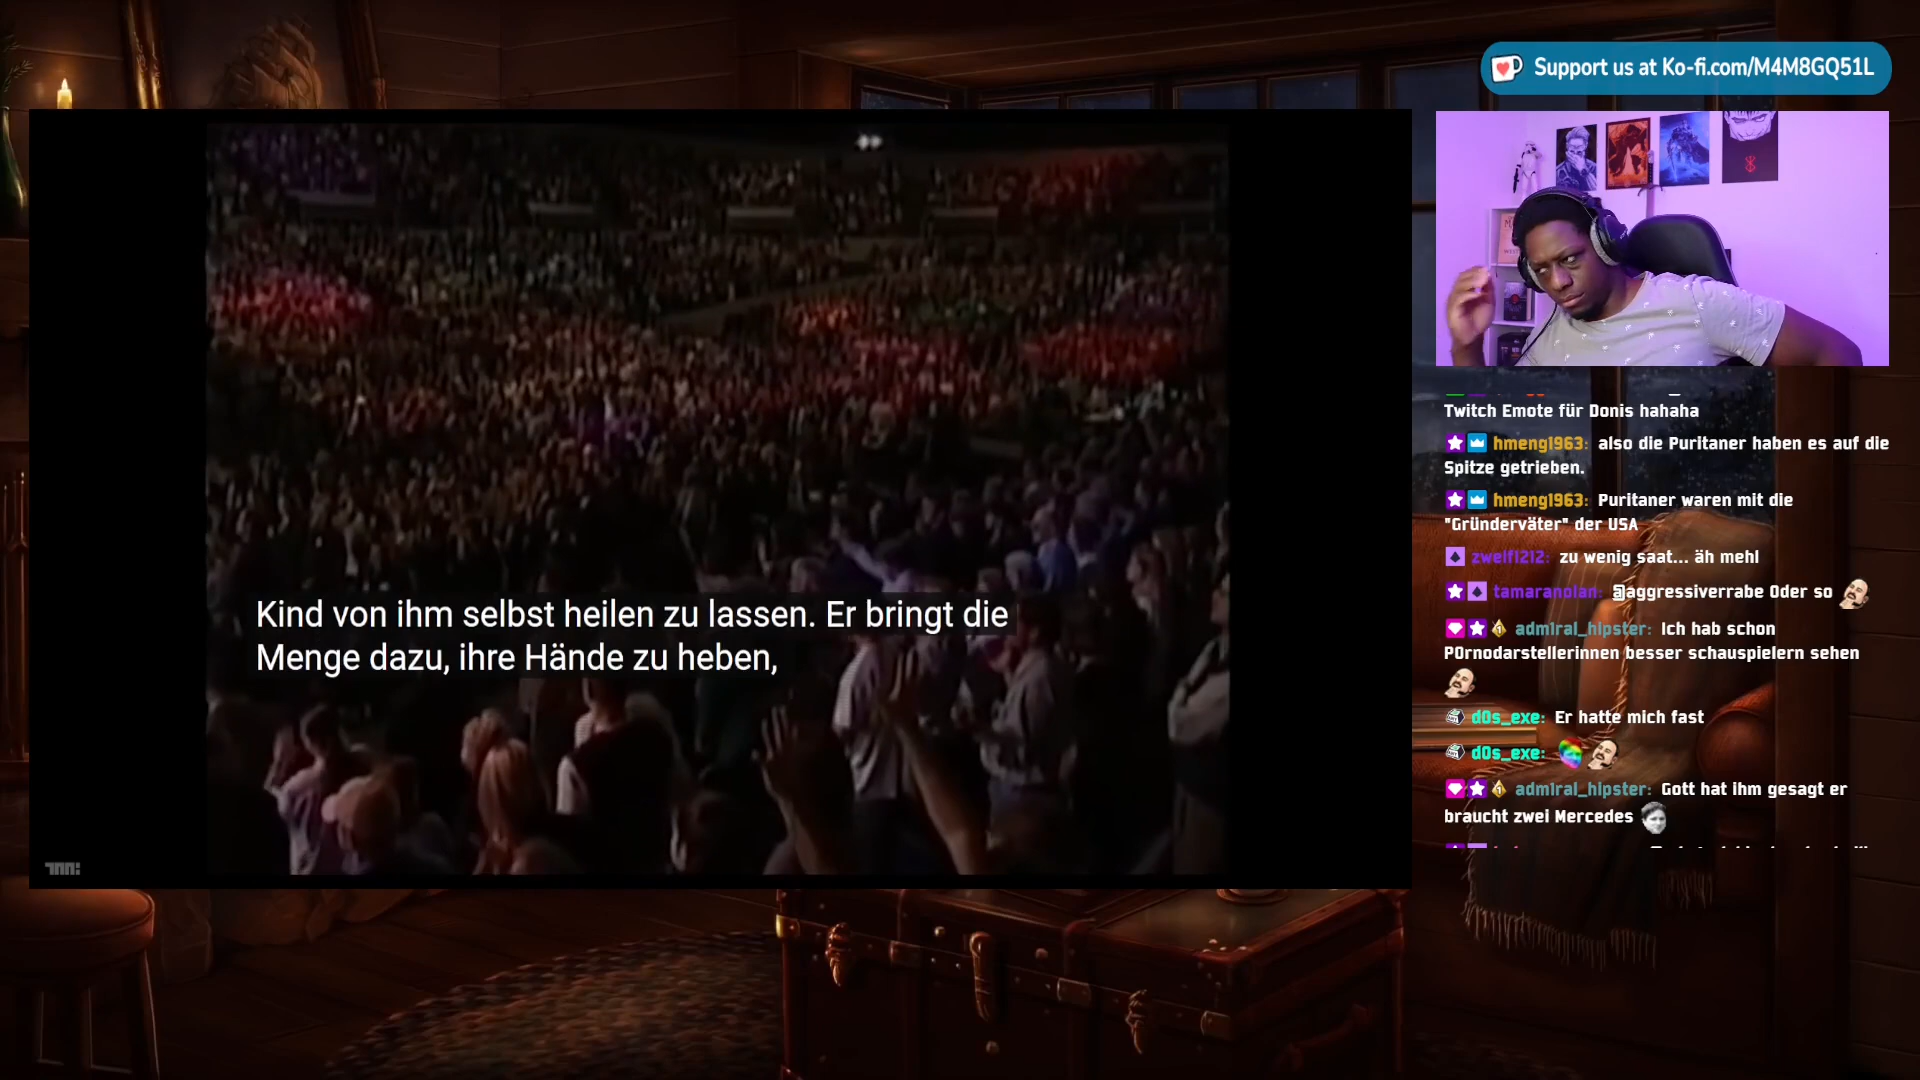 Support us at Ko-fi.com/M4M8GQ51L
Kind von ihm selbst heilen zu lassen. Er bringt die
Menge dazu, ihre Hände zu heben,
Twitch Emote für Donis hahaha
hmeng1963: also die Puritaner haben es auf die
Spitze getrieben.
hmeng1963: Puritaner waren mit die
"Gründerväter" der USA
zwelf1212: zu wenig saat... äh mehl
tamaranolan: @aggressiverrabe Oder so
adm1ral_h1pster: Ich hab schon
P0rnodarstellerinnen besser schauspielern sehen
d0s_exe: Er hatte mich fast
d0s_exe:
adm1ral_h1pster: Gott hat ihm gesagt er
braucht zwei Mercedes